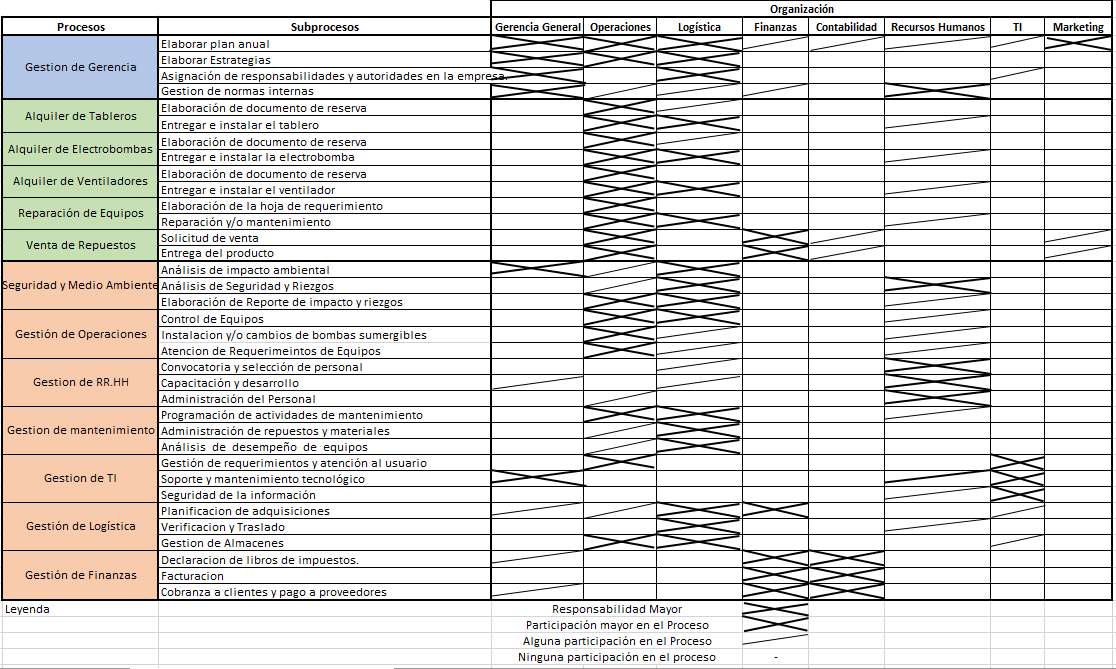 Organización
Procesos Subprocesos Gerencia General Operaciones Logística Finanzas Contabilidad Recursos Humanos TI Marketing
Gestion de Gerencia
Elaborar plan anual
Elaborar Estrategias
Asignación de responsabilidades y autoridades en la empresa.
Gestion de normas internas
Alquiler de Tableros
Elaboración de documento de reserva
Entregar e instalar el tablero
Alquiler de Electrobombas
Elaboración de documento de reserva
Entregar e instalar la electrobomba
Alquiler de Ventiladores
Elaboración de documento de reserva
Entregar e instalar el ventilador
Reparación de Equipos
Elaboración de la hoja de requerimiento
Reparación y/o mantenimiento
Venta de Repuestos
Solicitud de venta
Entrega del producto
Seguridad y Medio Ambiente
Análisis de impacto ambiental
Análisis de Seguridad y Riezgos
Elaboración de Reporte de impacto y riezgos
Gestión de Operaciones
Control de Equipos
Instalacion y/o cambios de bombas sumergibles
Atencion de Requerimeintos de Equipos
Gestion de RR.HH
Convocatoria y selección de personal
Capacitación y desarrollo
Administración del Personal
Gestion de mantenimiento
Programación de actividades de mantenimiento
Administración de repuestos y materiales
Análisis de desempeño de equipos
Gestion de TI
Gestión de requerimientos y atención al usuario
Soporte y mantenimiento tecnológico
Seguridad de la información
Gestión de Logística
Planificacion de adquisiciones
Verificacion y Traslado
Gestion de Almacenes
Gestión de Finanzas
Declaracion de libros de impuestos.
Facturacion
Cobranza a clientes y pago a proveedores
Leyenda
Responsabilidad Mayor
Participación mayor en el Proceso
Alguna participación en el Proceso
Ninguna participación en el proceso -